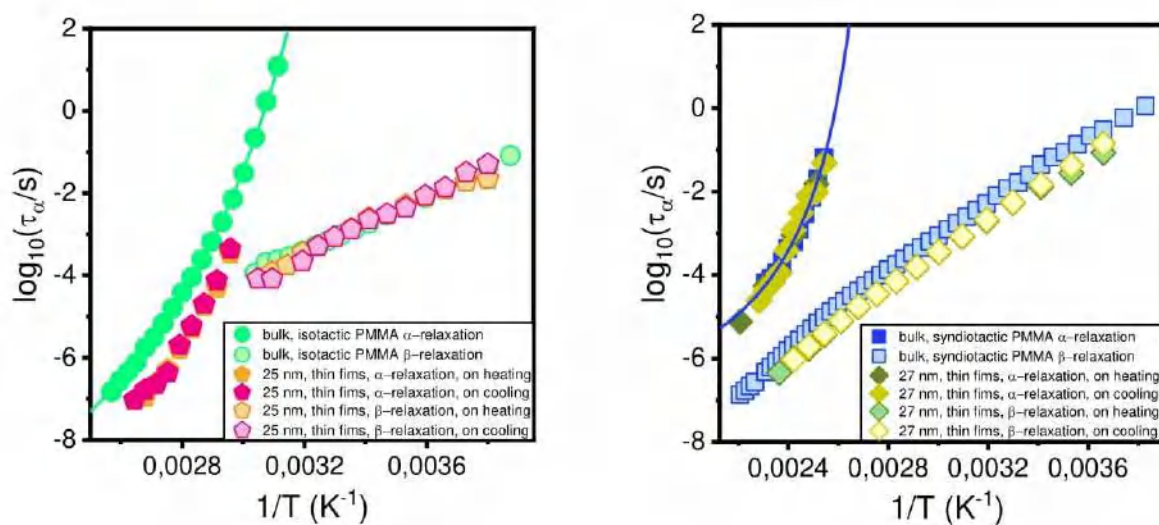 2
0
-2
-4
-6
-8
log10(τα/s)
bulk, isotactic PMMA α−relaxation
bulk, isotactic PMMA β−relaxation
25 nm, thin fims, α−relaxation, on heating
25 nm, thin fims, α−relaxation, on cooling
25 nm, thin fims, β−relaxation, on heating
25 nm, thin fims, β−relaxation, on cooling
0,0028 0,0032 0,0036
1/T (K-1)
2
0
-2
-4
-6
-8
log10(τα/s)
bulk, syndiotactic PMMA α−relaxation
bulk, syndiotactic PMMA β−relaxation
27 nm, thin fims, α−relaxation, on heating
27 nm, thin fims, α−relaxation, on cooling
27 nm, thin fims, β−relaxation, on heating
27 nm, thin fims, β−relaxation, on cooling
0,0024 0,0028 0,0032 0,0036
1/T (K-1)